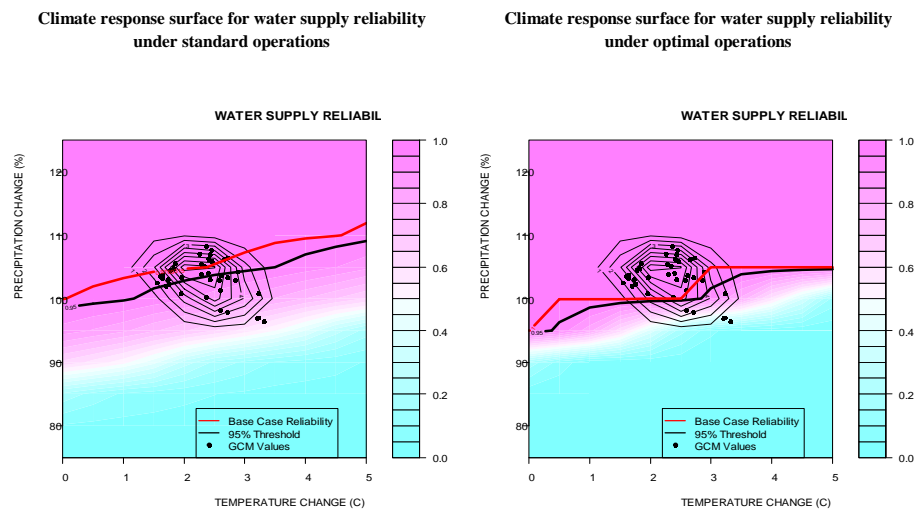 Climate response surface for water supply reliability
under standard operations
WATER SUPPLY RELIABIL
PRECIPITATION CHANGE (%)
120
110
100
90
80
0.95
0 1 2 3 4 5
TEMPERATURE CHANGE (C)
Base Case Reliability
95% Threshold
GCM Values
1.0
0.8
0.6
0.4
0.2
0.0
Climate response surface for water supply reliability
under optimal operations
WATER SUPPLY RELIABIL
PRECIPITATION CHANGE (%)
120
110
100
90
80
0.95
0 1 2 3 4 5
TEMPERATURE CHANGE (C)
Base Case Reliability
95% Threshold
GCM Values
1.0
0.8
0.6
0.4
0.2
0.0